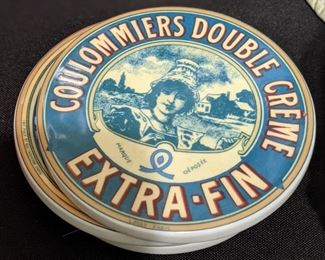 COULOMMIERS DOUBLE CRÈME
MARQUE DÉPOSÉE
EXTRA-FIN